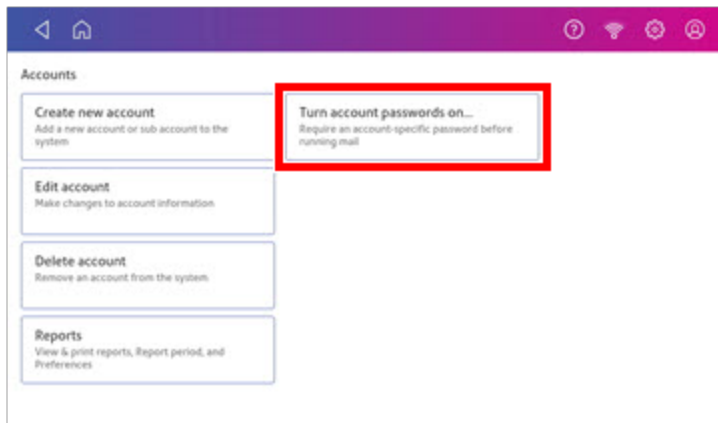 Accounts
Create new account
Add a new account or sub account to the
system
Turn account passwords on...
Require an account-specific password before
running mail
Edit account
Make changes to account information
Delete account
Remove an account from the system
Reports
View & print reports, Report period, and
Preferences